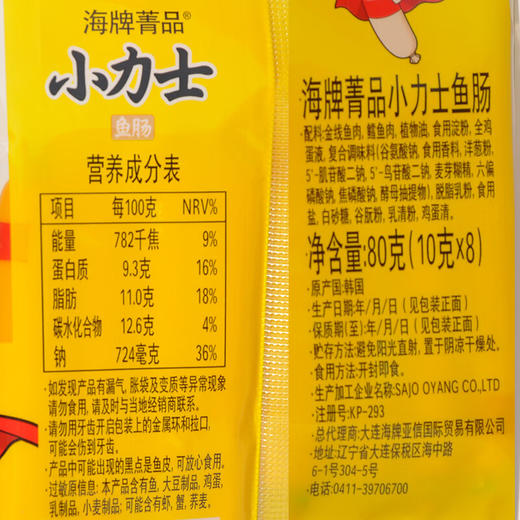 海牌菁品®
小力士
鱼肠
营养成分表
项目 每100克 NRV%
能量 782千焦 9%
蛋白质 9.3克 16%
脂肪 11.0克 18%
碳水化合物 12.6克 4%
钠 724毫克 36%
·如发现产品有漏气, 胀袋及变质等异常现象
请勿食用, 请及时与当地经销商联系。
·请勿用牙齿开启包装上的金属环和拉口,
可能会伤到牙齿。
·产品中可能出现的黑点是鱼皮, 可放心食用。
·过敏原信息: 本产品含有鱼, 大豆制品, 鸡蛋,
乳制品, 小麦制品; 可能含有虾, 蟹, 荞麦。
海牌菁品小力士鱼肠
·配料:金线鱼肉, 鳕鱼肉, 植物油, 食用淀粉, 全鸡
蛋液, 复合调味料(谷氨酸钠, 食用香料, 洋葱粉,
5'-肌苷酸二钠, 5'-鸟苷酸二钠, 麦芽糊精, 六偏
磷酸钠, 焦磷酸钠, 酵母抽提物), 脱脂乳粉, 食用
盐, 白砂糖, 谷朊粉, 乳清粉, 鸡蛋清。
·净含量:80克(10克×8)
·原产国:韩国
·生产日期:年/月/日（见包装正面）
·保质期(至):年/月/日（见包装正面）
·贮存方法:避免阳光直射, 置于阴凉干燥处。
·食用方法:开封即食。
·生产加工企业名称:SAJO OYANG CO.,LTD
·注册号:KP-293
·总代理商:大连海牌亚信国际贸易有限公司
·地址:辽宁省大连保税区海中路
6-1号304-5号
·电话:0411-39706700